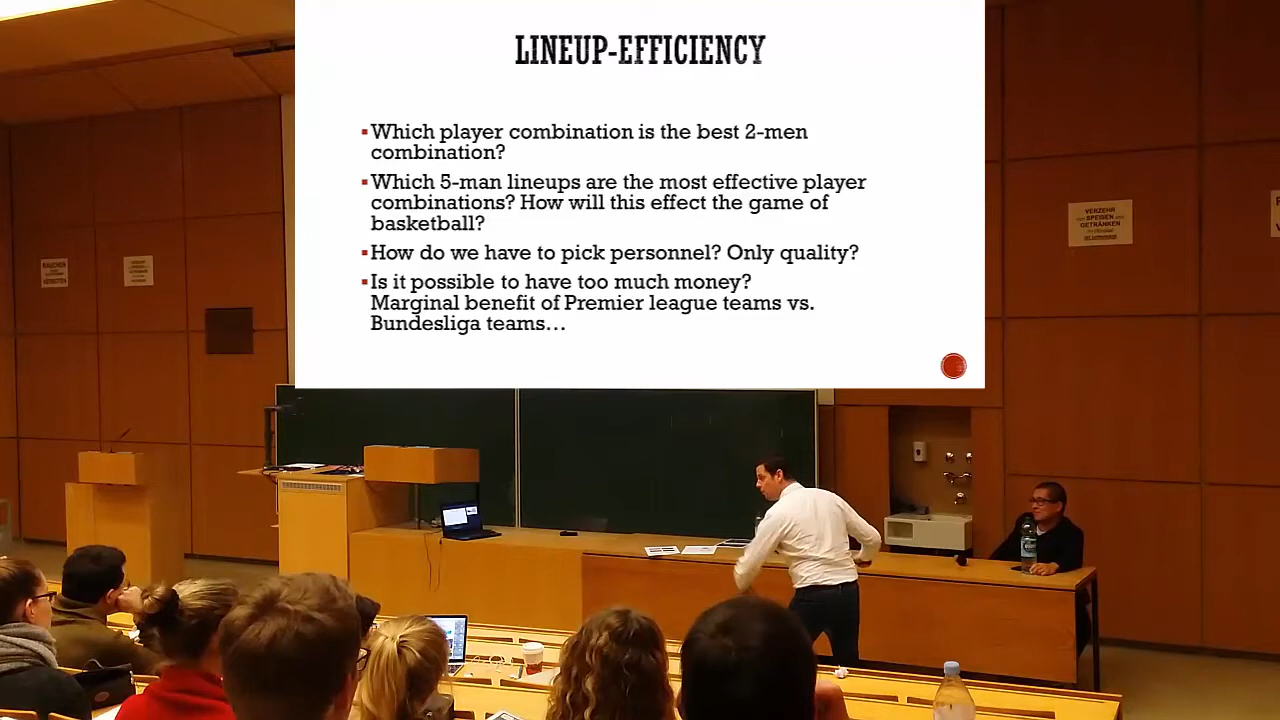 LINEUP-EFFICIENCY
Which player combination is the best 2-men
combination?
Which 5-man lineups are the most effective player
combinations? How will this effect the game of
basketball?
How do we have to pick personnel? Only quality?
Is it possible to have too much money?
Marginal benefit of Premier league teams vs.
Bundesliga teams…
VERZEHR
SPEISEN
GETRÄNKEN
RAUCHEN
VERBOTEN